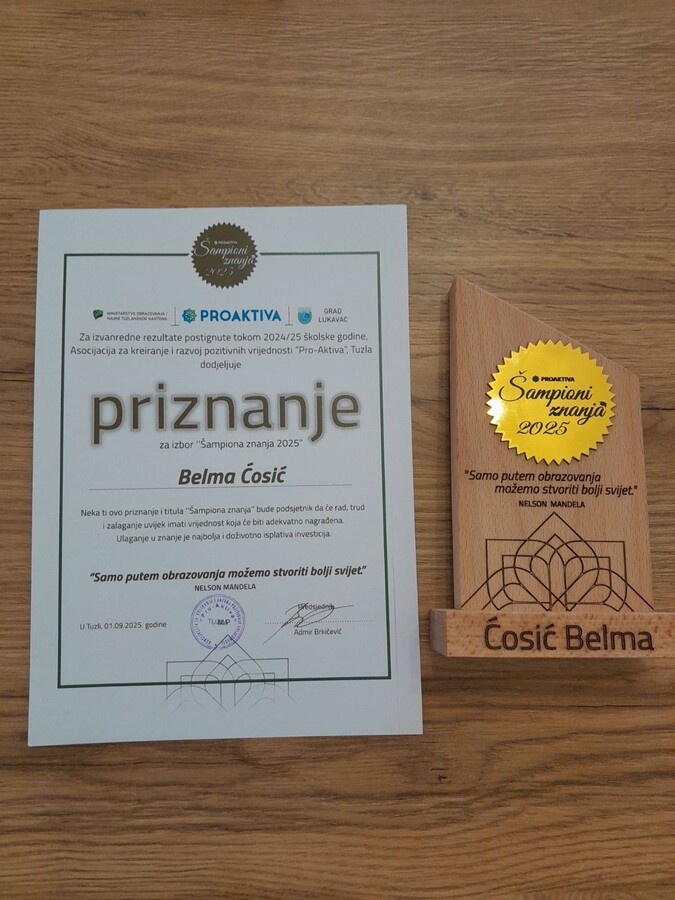 PROAKTIVA
Šampioni
znanja
2025
MINISTARSTVO OBRAZOVANJA I
NAUKE TUZLANSKOG KANTONA
PROAKTIVA
GRAD
LUKAVAC
Za izvanredne rezultate postignute tokom 2024/25 školske godine,
Asocijacija za kreiranje i razvoj pozitivnih vrijednosti "Pro-Aktiva", Tuzla
dodjeljuje
priznanje
za izbor "Šampiona znanja 2025"
Belma Ćosić
Neka ti ovo priznanje i titula "Šampiona znanja" bude podsjetnik da će rad, trud
i zalaganje uvijek imati vrijednost koja će biti adekvatno nagrađena.
Ulaganje u znanje je najbolja i doživotno isplativa investicija.
"Samo putem obrazovanja možemo stvoriti bolji svijet."
NELSON MANDELA
U Tuzli, 01.09.2025. godine
Pro-Aktiva
TUZLA
M.P
Predsjednik
Admir Brkičević
PROAKTIVA
Šampioni
znanja
2025
"Samo putem obrazovanja
možemo stvoriti bolji svijet."
NELSON MANDELA
Ćosić Belma